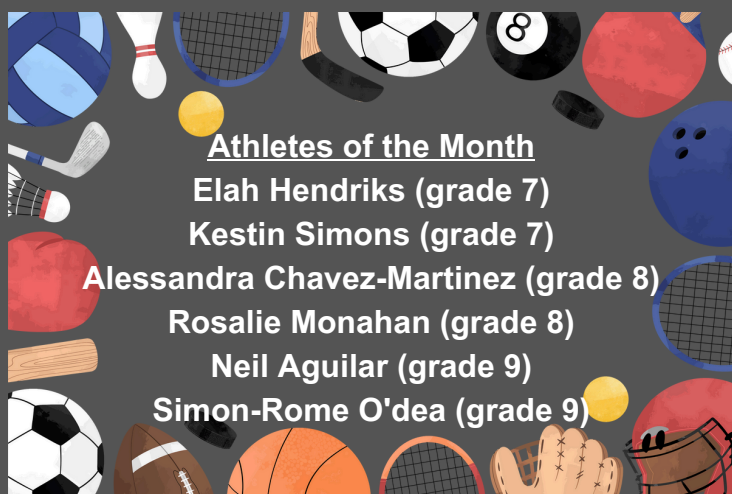 8
Athletes of the Month
Elah Hendriks (grade 7)
Kestin Simons (grade 7)
Alessandra Chavez-Martinez (grade 8)
Rosalie Monahan (grade 8)
Neil Aguilar (grade 9)
Simon-Rome O'dea (grade 9)